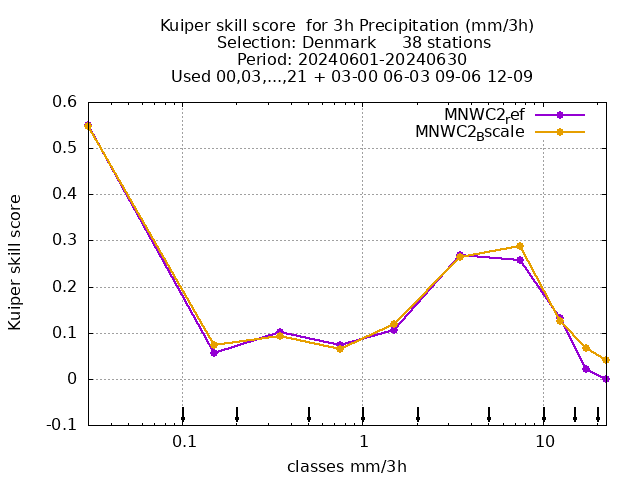 Kuiper skill score  for 3h Precipitation (mm/3h)
Selection: Denmark     38 stations
Period: 20240601-20240630
Used 00,03,...,21 + 03-00 06-03 09-06 12-09
MNWC2ref
MNWC2Bscale
0.6
0.5
0.4
0.3
0.2
0.1
0
-0.1
Kuiper skill score
0.1
1
10
classes mm/3h